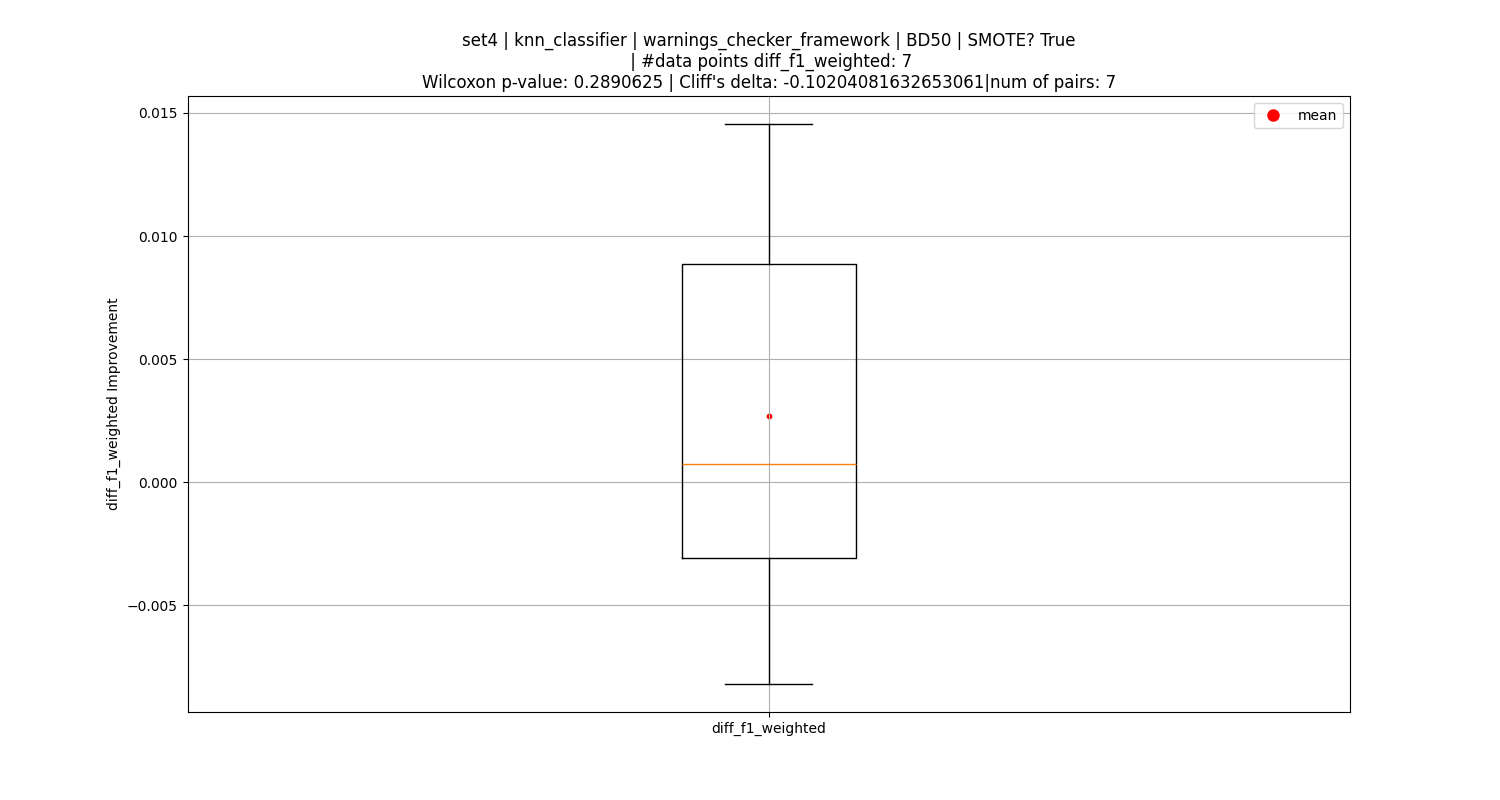 set4 | knn_classifier | warnings_checker_framework | BD50 | SMOTE? True
| #data points diff_f1_weighted: 7
Wilcoxon p-value: 0.2890625 | Cliff's delta: -0.10204081632653061|num of pairs: 7
mean
0.015
0.010
0.005
0.000
−0.005
diff_f1_weighted Improvement
diff_f1_weighted